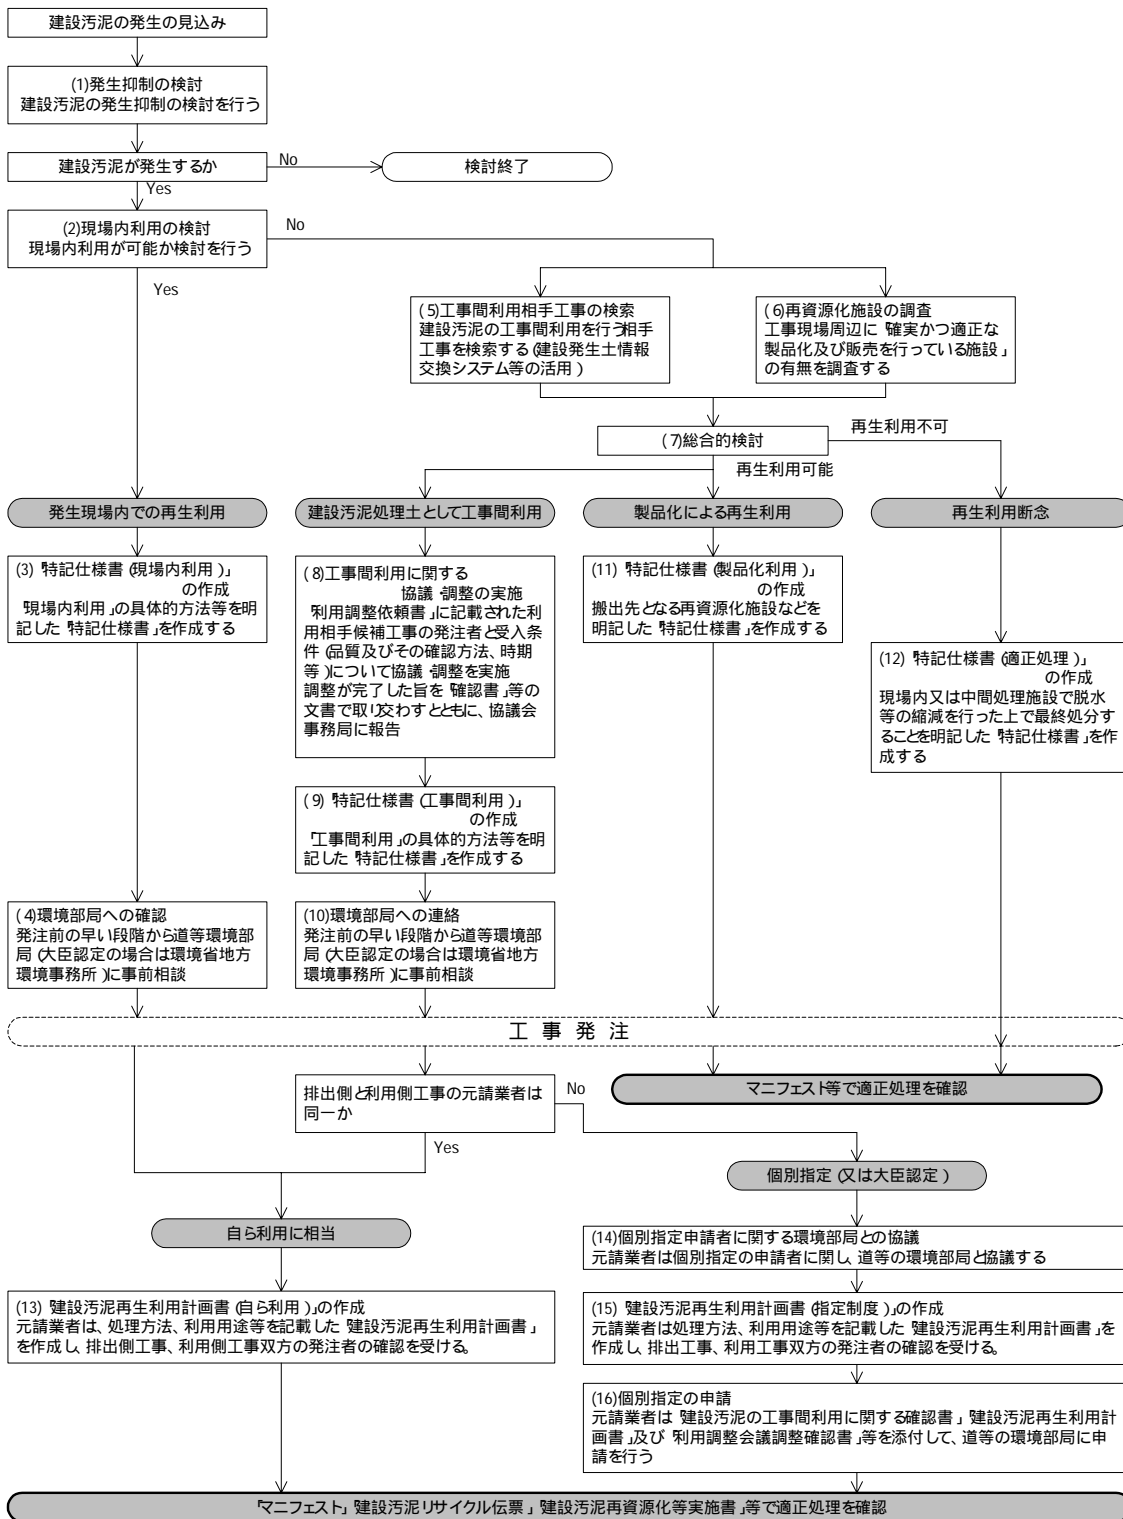 建設汚泥の発生の見込み
(1)発生抑制の検討
建設汚泥の発生抑制の検討を行う
建設汚泥が発生するか
No
検討終了
Yes
(2)現場内利用の検討
現場内利用が可能か検討を行う
No
Yes
(5)工事間利用相手工事の検索
建設汚泥の工事間利用を行う相手
工事を検索する(建設発生土情報
交換システム等の活用)
(6)再資源化施設の調査
工事現場周辺に「確実かつ適正な
製品化及び販売を行っている施設」
の有無を調査する
(7)総合的検討
再生利用不可
再生利用可能
発生現場内での再生利用
建設汚泥処理土として工事間利用
製品化による再生利用
再生利用断念
(3)「特記仕様書(現場内利用)」
の作成
「現場内利用」の具体的方法等を明
記した「特記仕様書」を作成する
(8)工事間利用に関する
協議・調整の実施
「利用調整依頼書」に記載された利
用相手候補工事の発注者と受入条
件(品質及びその確認方法、時期
等)について協議・調整を実施
調整が完了した旨を「確認書」等の
文書で取り交わすとともに、協議会
事務局に報告
(11)「特記仕様書(製品化利用)」
の作成
搬出先となる再資源化施設などを
明記した「特記仕様書」を作成する
(12)「特記仕様書(適正処理)」
の作成
現場内又は中間処理施設で脱水
等の縮減を行った上で最終処分す
ることを明記した「特記仕様書」を作
成する
(9)「特記仕様書(工事間利用)」
の作成
「工事間利用」の具体的方法等を明
記した「特記仕様書」を作成する
(4)環境部局への確認
発注前の早い段階から道等環境部
局(大臣認定の場合は環境省地方
環境事務所)に事前相談
(10)環境部局への連絡
発注前の早い段階から道等環境部
局(大臣認定の場合は環境省地方
環境事務所)に事前相談
工事発注
排出側と利用側工事の元請業者は
同一か
No
Yes
マニフェスト等で適正処理を確認
個別指定(又は大臣認定)
自ら利用に相当
(14)個別指定申請者に関する環境部局との協議
元請業者は個別指定の申請者に関し、道等の環境部局と協議する
(13)「建設汚泥再生利用計画書(自ら利用)」の作成
元請業者は、処理方法、利用用途等を記載した「建設汚泥再生利用計画書」
を作成し、排出側工事、利用側工事双方の発注者の確認を受ける。
(15)「建設汚泥再生利用計画書(指定制度)」の作成
元請業者は処理方法、利用用途等を記載した「建設汚泥再生利用計画書」を
作成し、排出工事、利用工事双方の発注者の確認を受ける。
(16)個別指定の申請
元請業者は「建設汚泥の工事間利用に関する確認書」「建設汚泥再生利用計
画書」及び「利用調整会議調整確認書」等を添付して、道等の環境部局に申
請を行う
「マニフェスト」「建設汚泥リサイクル伝票」「建設汚泥再資源化等実施書」等で適正処理を確認